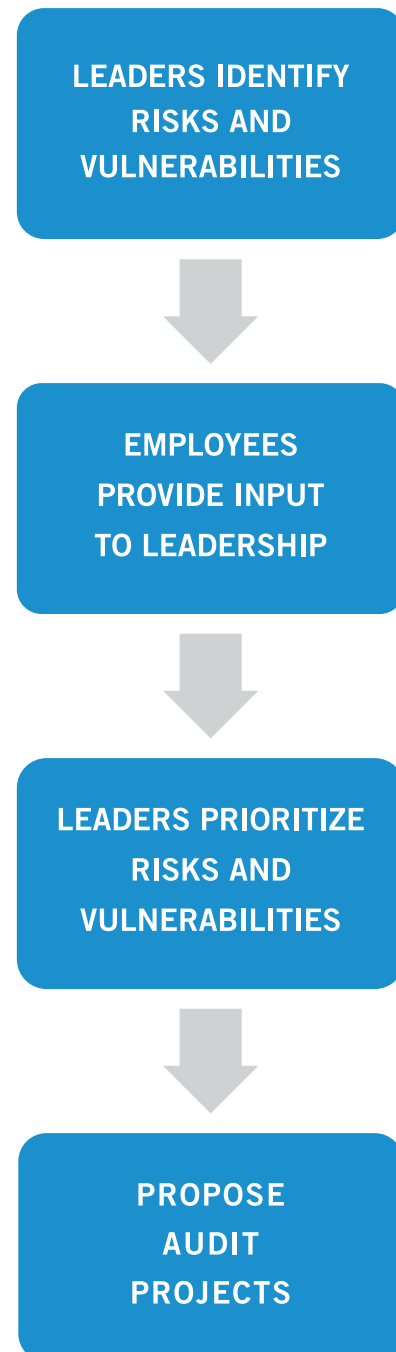 LEADERS IDENTIFY
RISKS AND
VULNERABILITIES
EMPLOYEES
PROVIDE INPUT
TO LEADERSHIP
LEADERS PRIORITIZE
RISKS AND
VULNERABILITIES
PROPOSE
AUDIT
PROJECTS